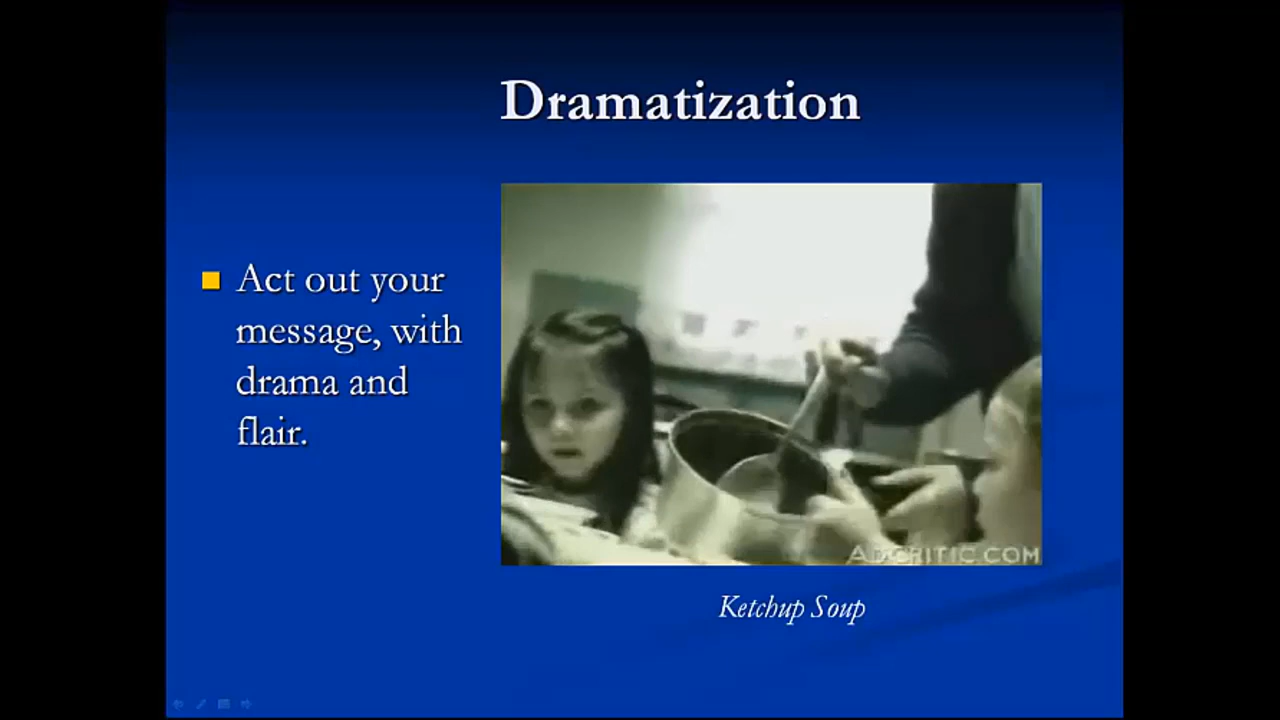 Dramatization
Act out your
message, with
drama and
flair.
ADCRITIC.COM
Ketchup Soup